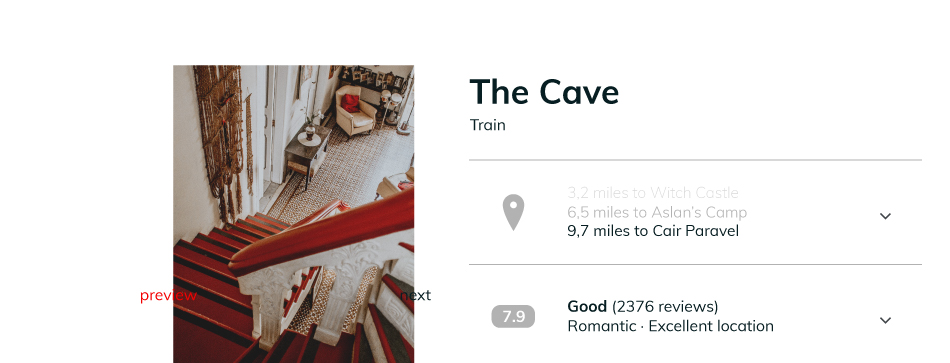 The Cave
Train
3,2 miles to Witch Castle
6,5 miles to Aslan's Camp
9,7 miles to Cair Paravel
preview
next
7.9
Good (2376 reviews)
Romantic · Excellent location